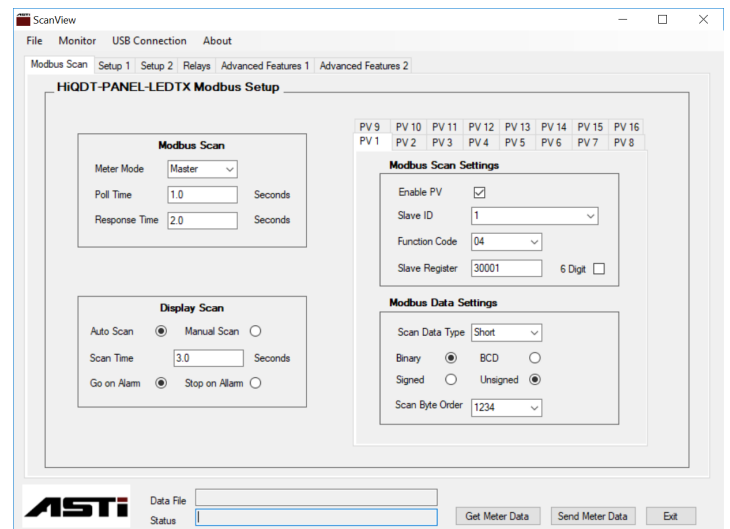 ASTi ScanView
File Monitor USB Connection About
Modbus Scan Setup 1 Setup 2 Relays Advanced Features 1 Advanced Features 2
HiQDT-PANEL-LEDTX Modbus Setup
Modbus Scan
Meter Mode Master
Poll Time 1.0 Seconds
Response Time 2.0 Seconds
Display Scan
Auto Scan Manual Scan
Scan Time 3.0 Seconds
Go on Alarm Stop on Allarm
PV 9 PV 10 PV 11 PV 12 PV 13 PV 14 PV 15 PV 16
PV 1 PV 2 PV 3 PV 4 PV 5 PV 6 PV 7 PV 8
Modbus Scan Settings
Enable PV
Slave ID 1
Function Code 04
Slave Register 30001 6 Digit
Modbus Data Settings
Scan Data Type Short
Binary BCD
Signed Unsigned
Scan Byte Order 1234
ASTi
Data File
Status
Get Meter Data Send Meter Data Exit